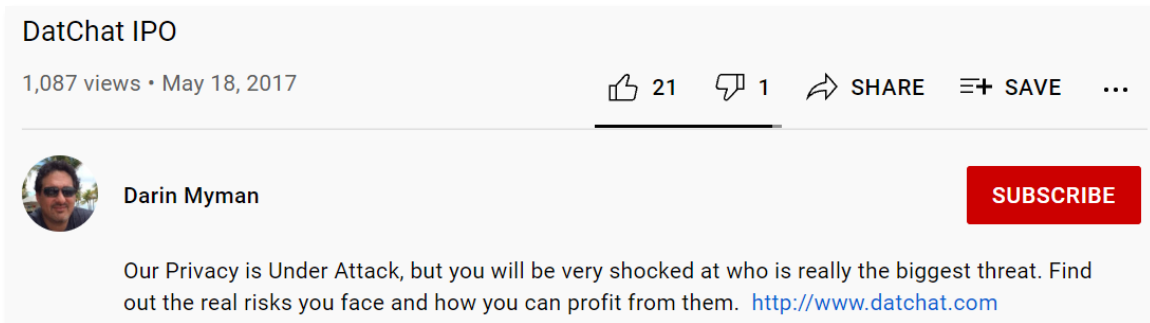 DatChat IPO
1,087 views • May 18, 2017
21 1 SHARE SAVE ...
Darin Myman
SUBSCRIBE
Our Privacy is Under Attack, but you will be very shocked at who is really the biggest threat. Find
out the real risks you face and how you can profit from them. http://www.datchat.com